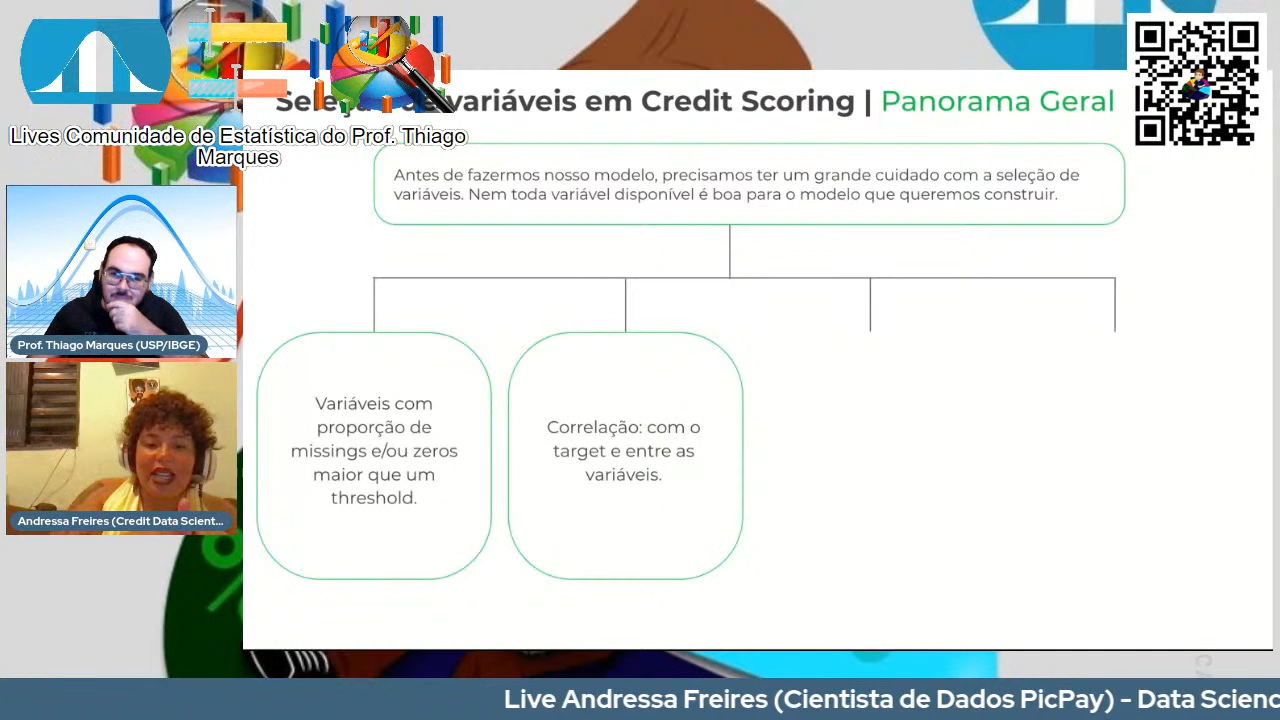 Lives Comunidade de Estatística do Prof. Thiago
Marques
variáveis em Credit Scoring | Panorama Geral
Antes de fazermos nosso modelo, precisamos ter um grande cuidado com a seleção de
variáveis. Nem toda variável disponível é boa para o modelo que queremos construir.
Variáveis com
proporção de
missings e/ou zeros
maior que um
threshold.
Correlação: com o
target e entre as
variáveis.
Prof. Thiago Marques (USP/IBGE)
Andressa Freires (Credit Data Scient...
Live Andressa Freires (Cientista de Dados PicPay) - Data Scienc